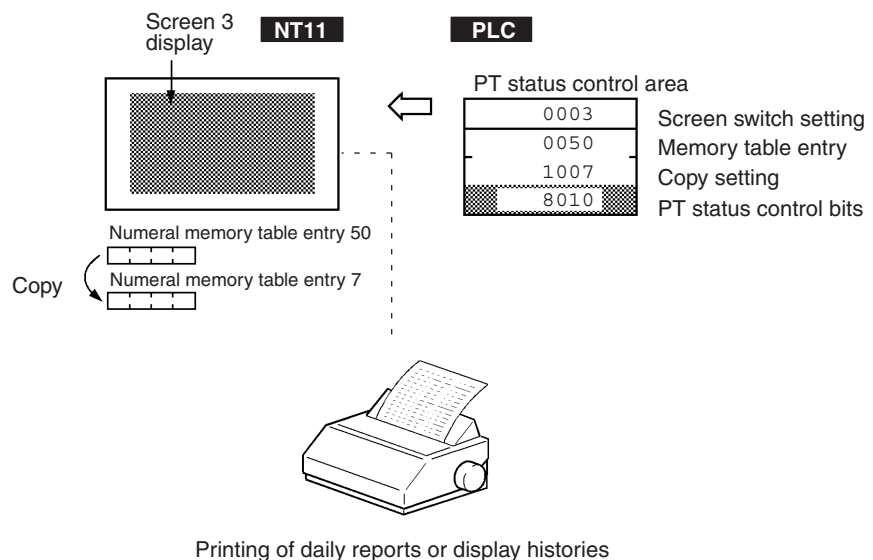 Screen 3
display
NT11
PLC
PT status control area
0003
Screen switch setting
0050
Memory table entry
1007
Copy setting
8010
PT status control bits
Numeral memory table entry 50
Copy
Numeral memory table entry 7
Printing of daily reports or display histories